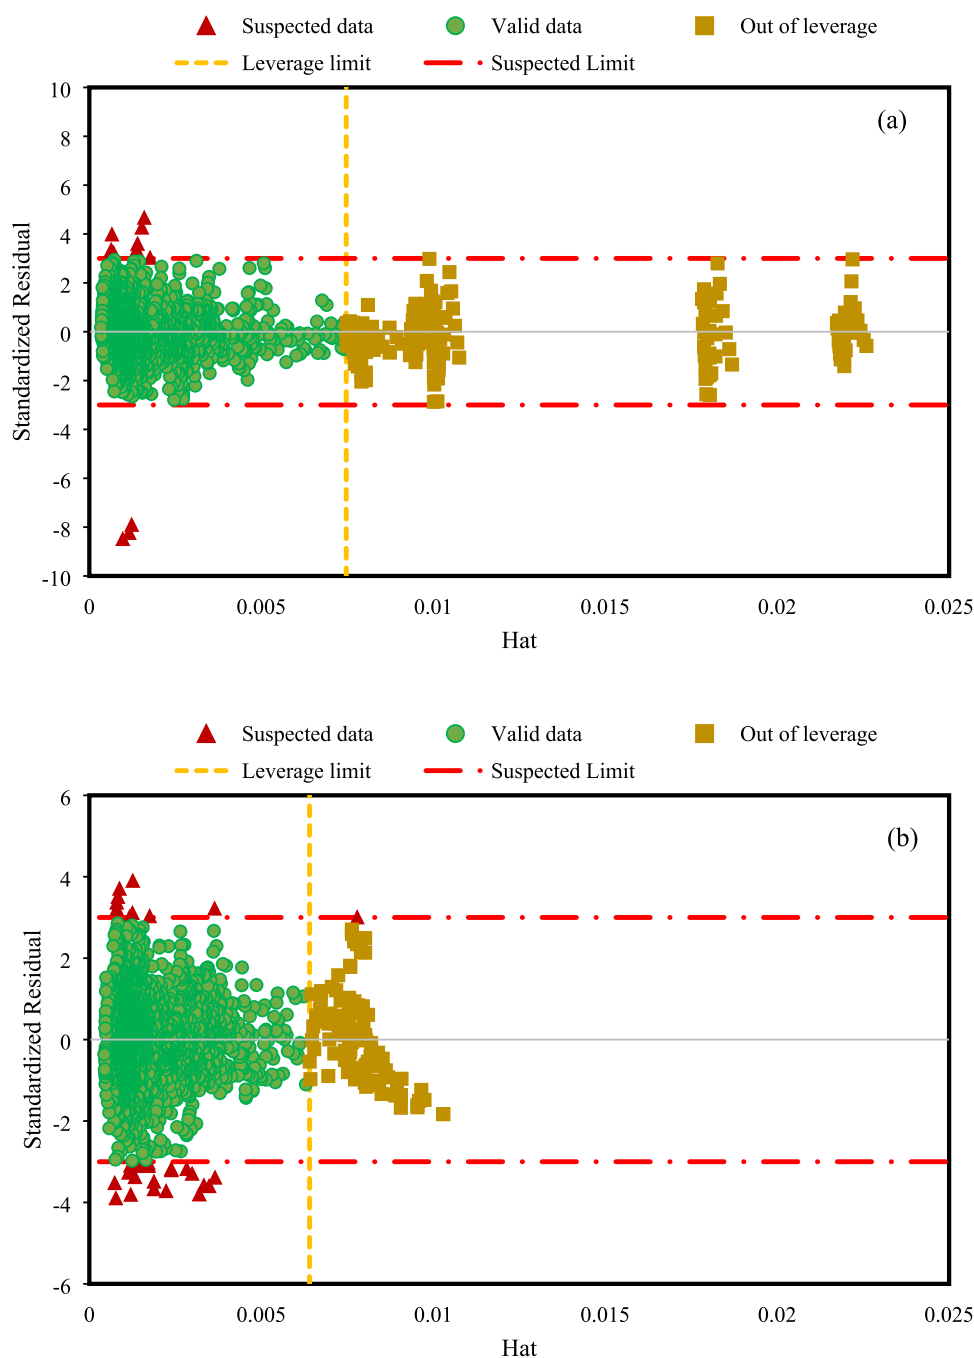 Suspected data Valid data Out of leverage
Leverage limit Suspected Limit
10
(a)
8
6
4
2
0
-2
-4
-6
-8
-10
Standardized Residual
0 0.005 0.01 0.015 0.02 0.025
Hat
Suspected data Valid data Out of leverage
Leverage limit Suspected Limit
6
(b)
4
2
0
-2
-4
-6
Standardized Residual
0 0.005 0.01 0.015 0.02 0.025
Hat